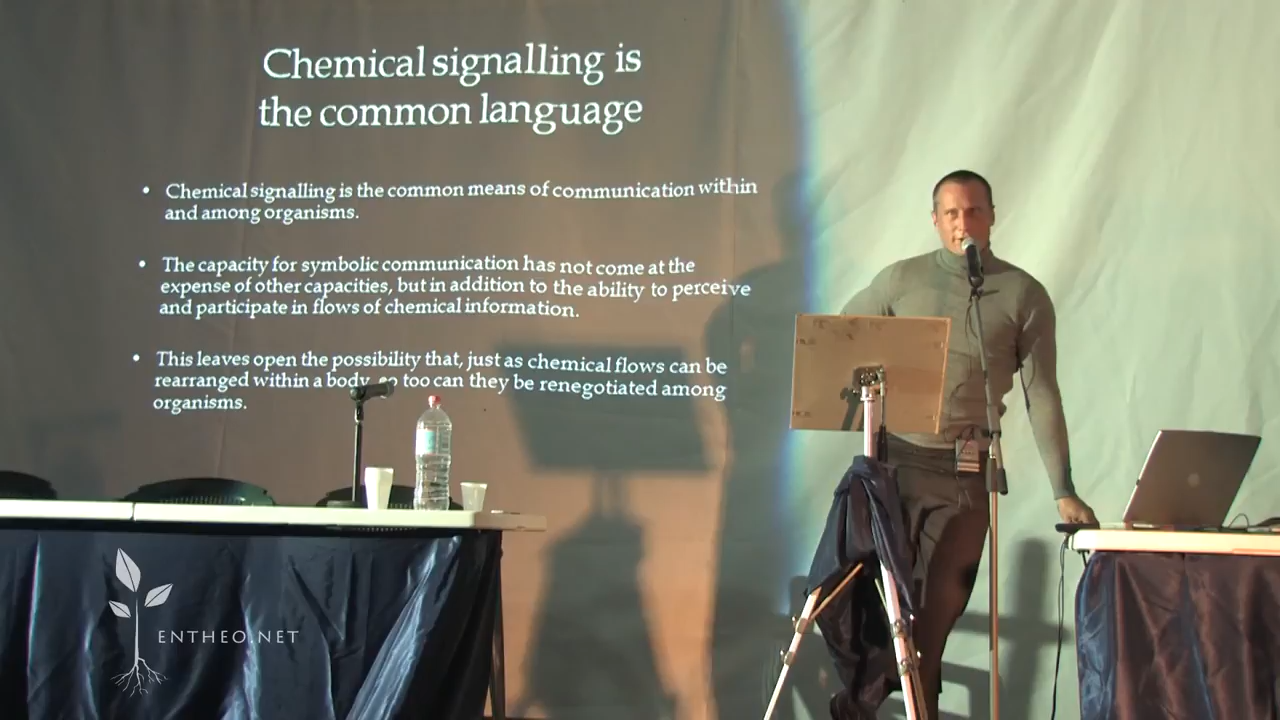 Chemical signalling is
the common language
• Chemical signalling is the common means of communication within
and among organisms.
• The capacity for symbolic communication has not come at the
expense of other capacities, but in addition to the ability to perceive
and participate in flows of chemical information.
• This leaves open the possibility that, just as chemical flows can be
rearranged within a body so too can they be renegotiated among
organisms.
ENTHEO.NET